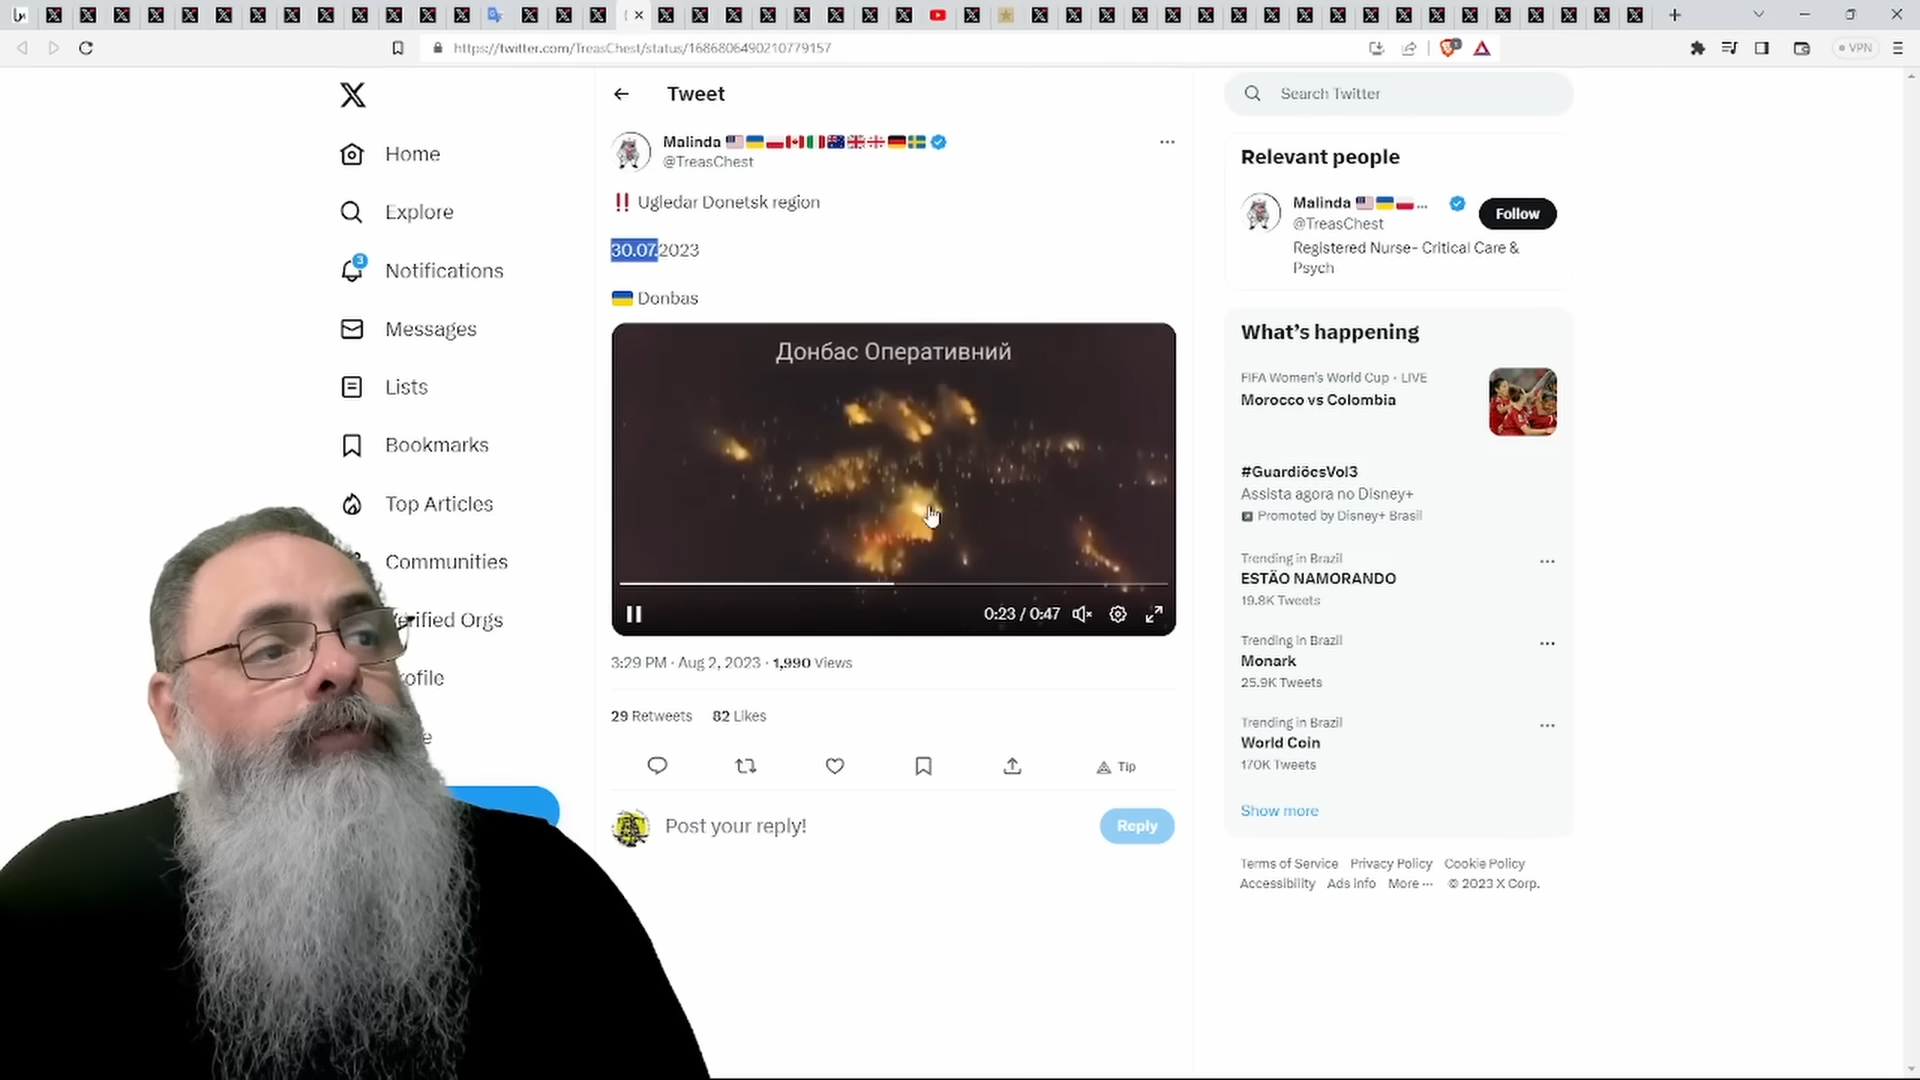 https://twitter.com/TreasChest/status/1686806490210779157
VPN
Home
Explore
3
Notifications
Messages
Lists
Bookmarks
Top Articles
Communities
erified Orgs
rofile
e
Tweet
Malinda
@TreasChest
‼ Ugledar Donetsk region
30.07.2023
Donbas
Донбас Оперативний
0:23 / 0:47
3:29 PM · Aug 2, 2023 · 1,990 Views
29 Retweets 82 Likes
Tip
Post your reply!
Reply
Search Twitter
Relevant people
Malinda ...
@TreasChest
Follow
Registered Nurse- Critical Care &
Psych
What's happening
FIFA Women's World Cup · LIVE
Morocco vs Colombia
#GuardiõesVol3
Assista agora no Disney+
Promoted by Disney+ Brasil
Trending in Brazil
ESTÃO NAMORANDO
19.8K Tweets
Trending in Brazil
Monark
25.9K Tweets
Trending in Brazil
World Coin
170K Tweets
Show more
Terms of Service Privacy Policy Cookie Policy
Accessibility Ads info More ··· © 2023 X Corp.